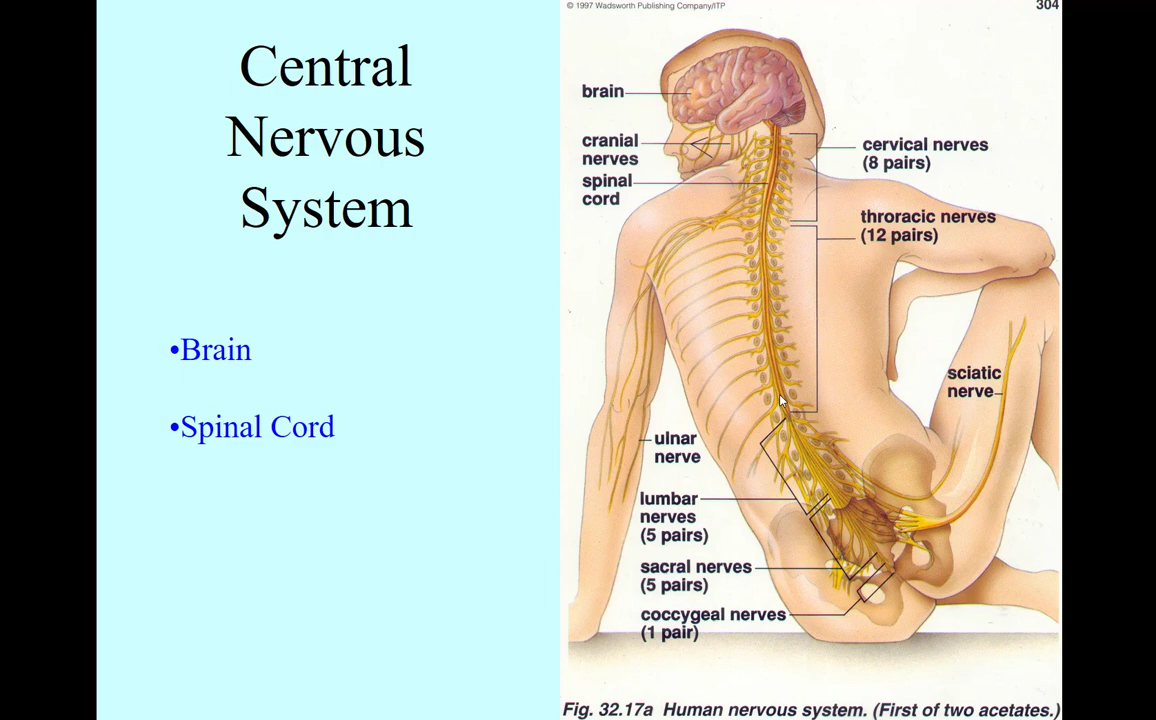 Central
Nervous
System
•Brain
•Spinal Cord
© 1997 Wadsworth Publishing Company/ITP
304
brain
cranial
nerves
spinal
cord
cervical nerves
(8 pairs)
throracic nerves
(12 pairs)
sciatic
nerve
ulnar
nerve
lumbar
nerves
(5 pairs)
sacral nerves
(5 pairs)
coccygeal nerves
(1 pair)
Fig. 32.17a Human nervous system. (First of two acetates.)